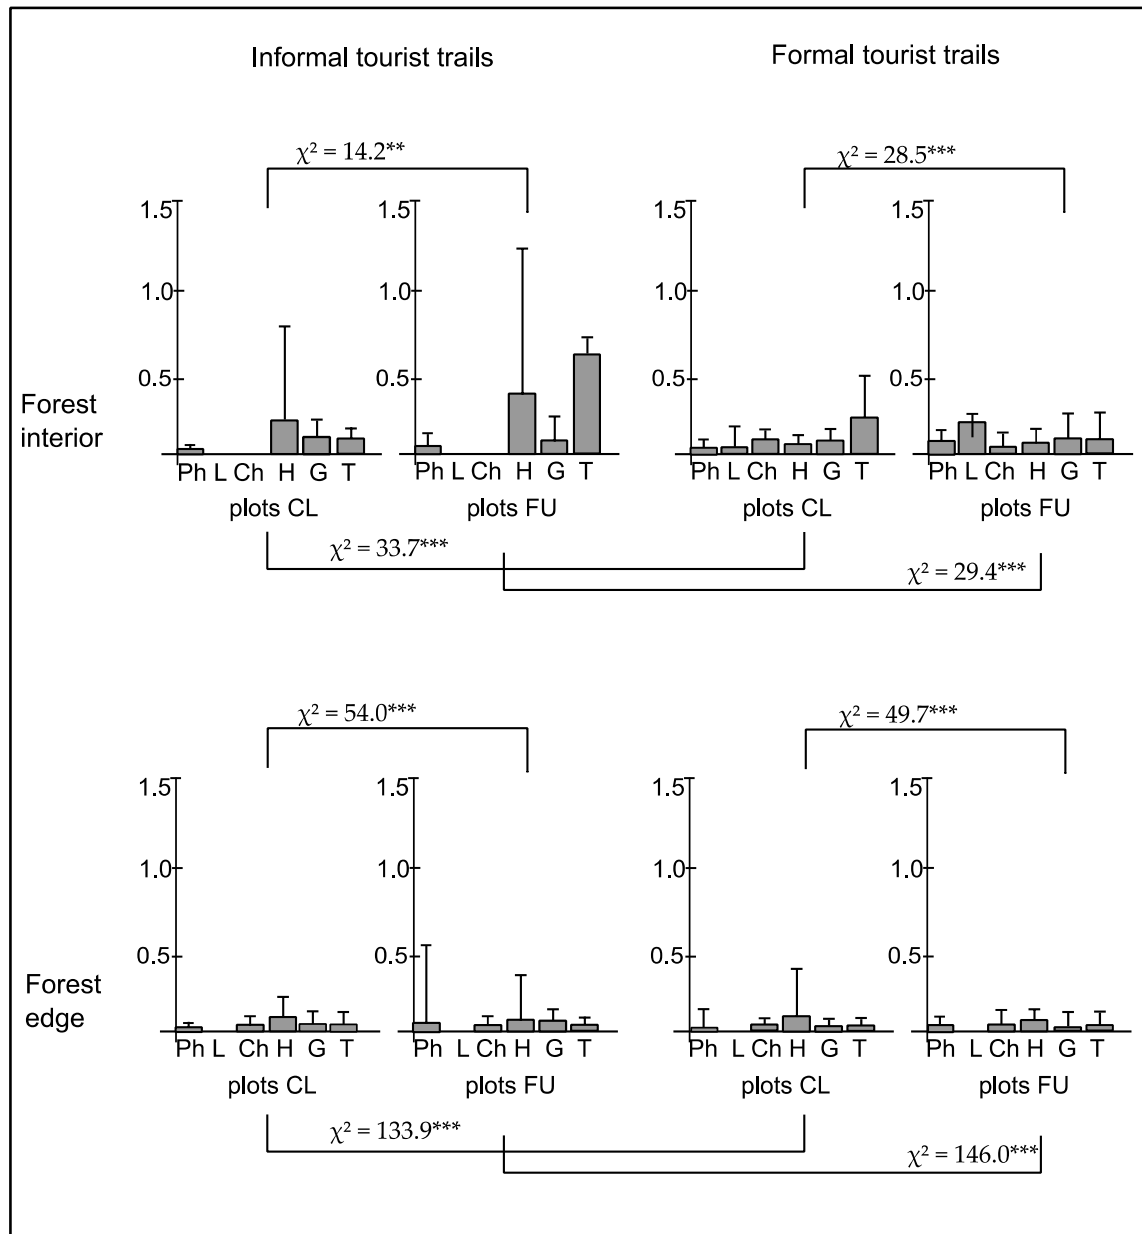 Informal tourist trails Formal tourist trails
χ² = 14.2** χ² = 28.5***
1.5 1.5 1.5 1.5
1.0 1.0 1.0 1.0
0.5 0.5 0.5 0.5
Forest
interior
Ph L Ch H G T Ph L Ch H G T Ph L Ch H G T Ph L Ch H G T
plots CL plots FU plots CL plots FU
χ² = 33.7***
χ² = 29.4***
χ² = 54.0*** χ² = 49.7***
1.5 1.5 1.5 1.5
1.0 1.0 1.0 1.0
0.5 0.5 0.5 0.5
Forest
edge
Ph L Ch H G T Ph L Ch H G T Ph L Ch H G T Ph L Ch H G T
plots CL plots FU plots CL plots FU
χ² = 133.9***
χ² = 146.0***